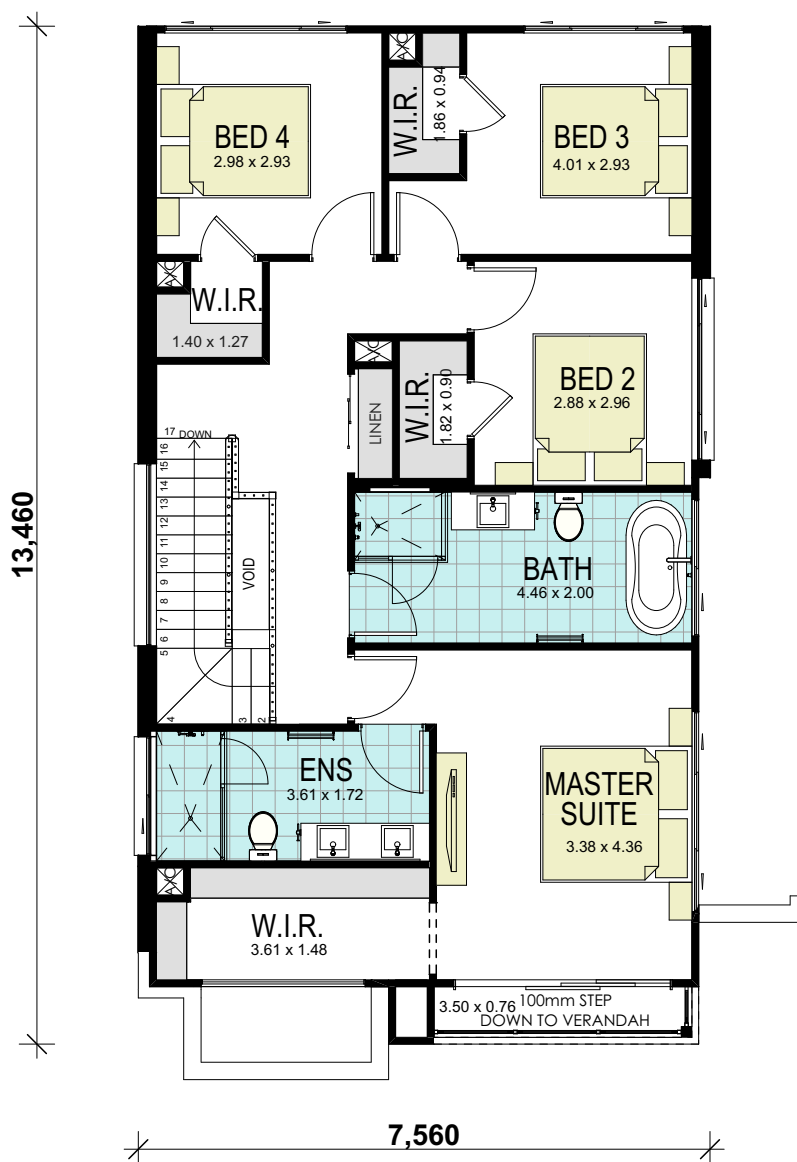 A/C
BED 4
2.98 x 2.93
W.I.R.
1.86 x 0.94
BED 3
4.01 x 2.93
A/C
W.I.R.
1.40 x 1.27
A/C
LINEN
W.I.R.
1.82 x 0.90
BED 2
2.88 x 2.96
17 DOWN
16
15
14
13
12
11
10
9
8
7
6
5
4
3
2
VOID
13,460
BATH
4.46 x 2.00
ENS
3.61 x 1.72
MASTER
SUITE
3.38 x 4.36
A/C
W.I.R.
3.61 x 1.48
3.50 x 0.76
100mm STEP
DOWN TO VERANDAH
7,560